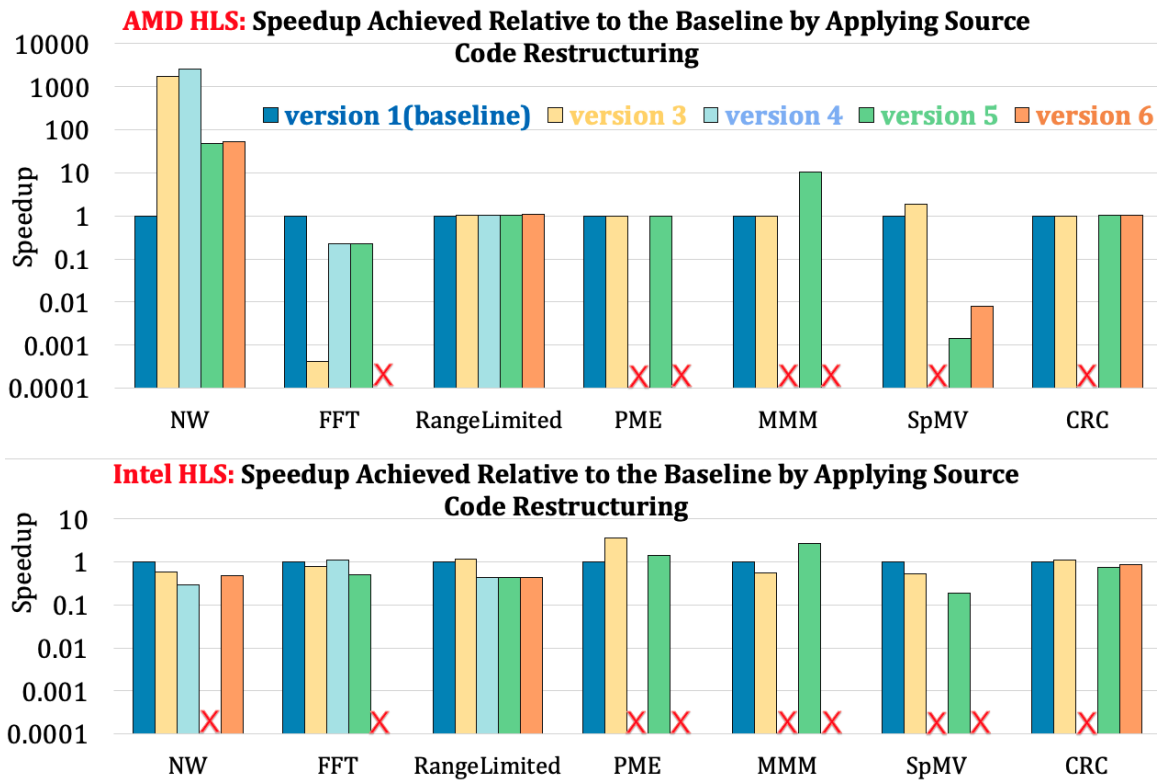 AMD HLS: Speedup Achieved Relative to the Baseline by Applying Source
Code Restructuring
10000
1000
100
10
1
0.1
0.01
0.001
0.0001
Speedup
version 1(baseline) version 3 version 4 version 5 version 6
X X X X X X X
NW FFT RangeLimited PME MMM SpMV CRC
Intel HLS: Speedup Achieved Relative to the Baseline by Applying Source
Code Restructuring
10
1
0.1
0.01
0.001
0.0001
Speedup
X X X X X X X X X
NW FFT RangeLimited PME MMM SpMV CRC